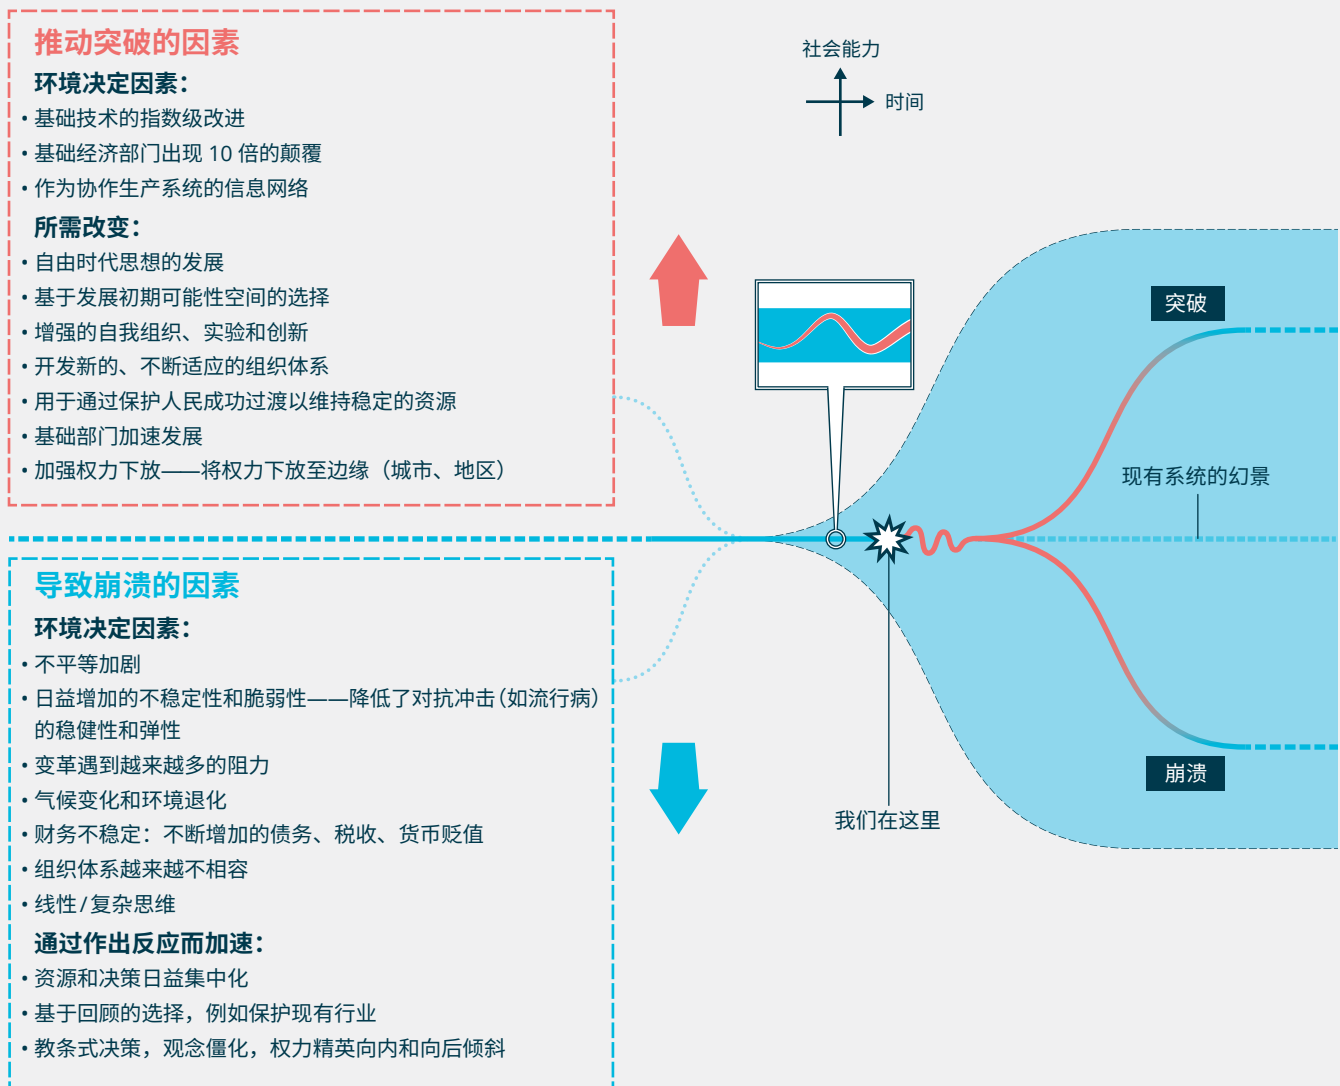 推动突破的因素
环境决定因素：
• 基础技术的指数级改进
• 基础经济部门出现 10 倍的颠覆
• 作为协作生产系统的信息网络
所需改变：
• 自由时代思想的发展
• 基于发展初期可能性空间的选择
• 增强的自我组织、实验和创新
• 开发新的、不断适应的组织体系
• 用于通过保护人民成功过渡以维持稳定的资源
• 基础部门加速发展
• 加强权力下放——将权力下放至边缘（城市、地区）
导致崩溃的因素
环境决定因素：
• 不平等加剧
• 日益增加的不稳定性和脆弱性——降低了对抗冲击（如流行病）
的稳健性和弹性
• 变革遇到越来越多的阻力
• 气候变化和环境退化
• 财务不稳定：不断增加的债务、税收、货币贬值
• 组织体系越来越不相容
• 线性/复杂思维
通过作出反应而加速：
• 资源和决策日益集中化
• 基于回顾的选择，例如保护现有行业
• 教条式决策，观念僵化，权力精英向内和向后倾斜
社会能力
时间
突破
现有系统的幻景
崩溃
我们在这里